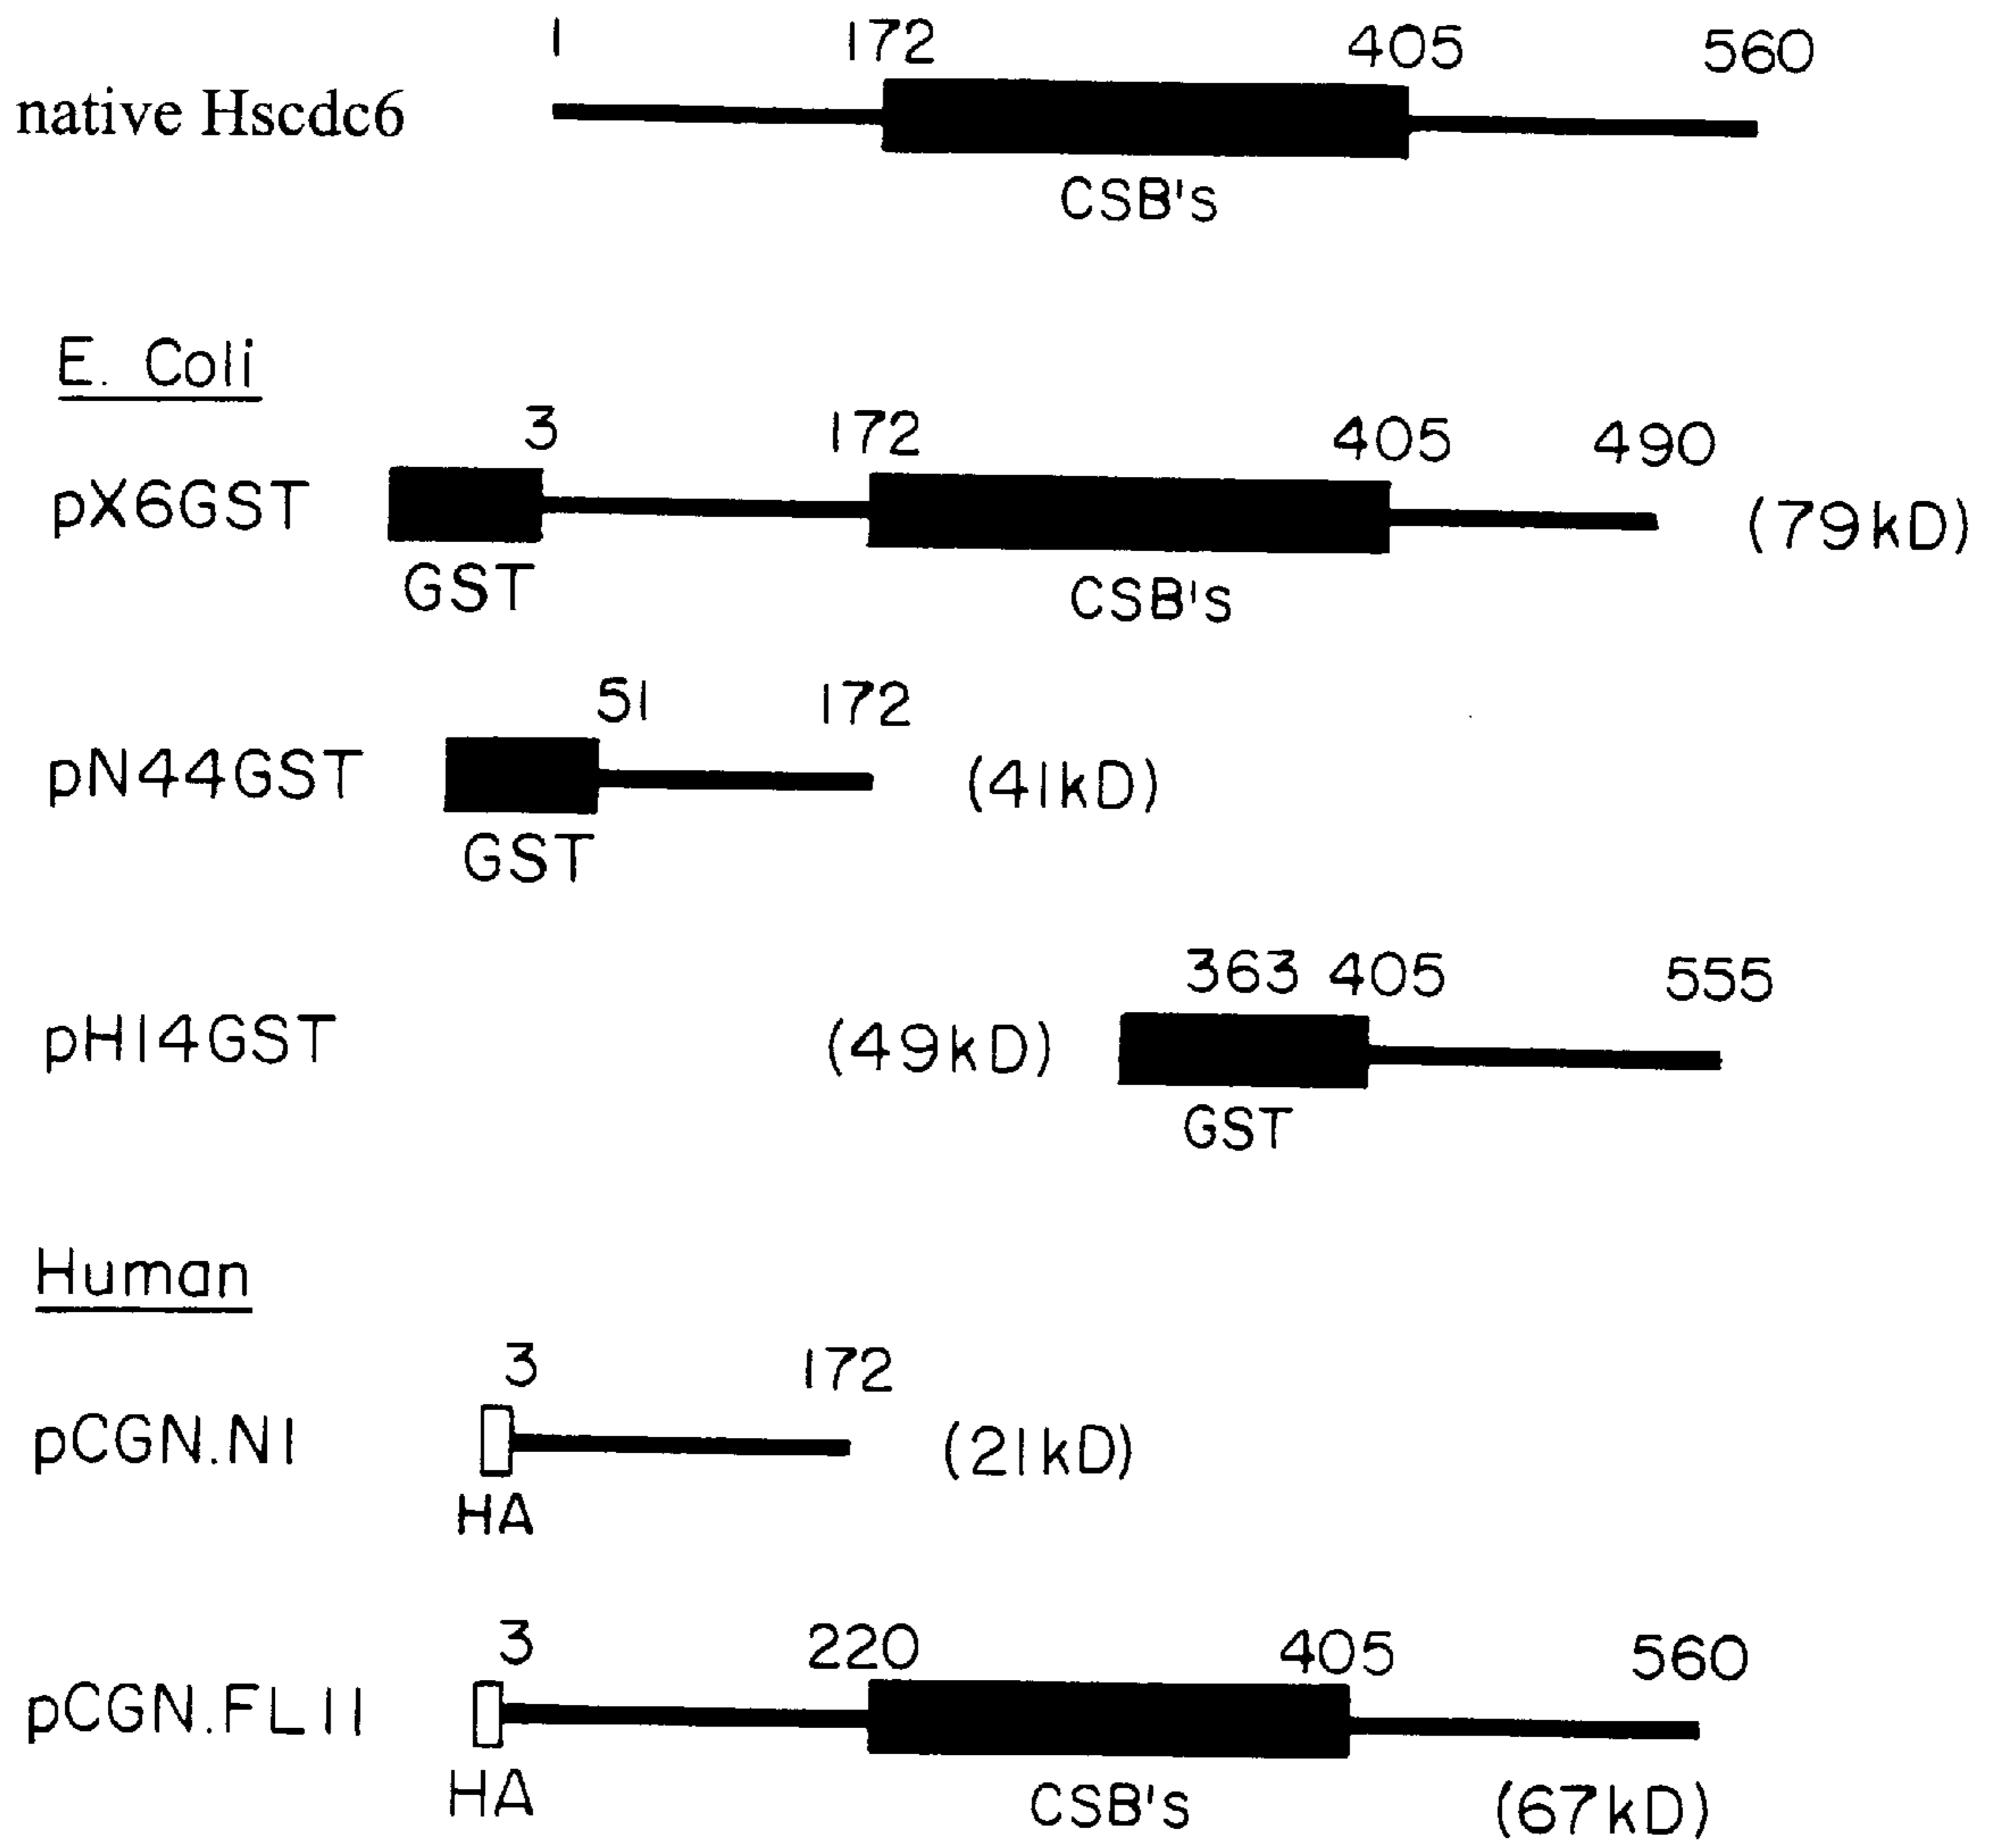 1 172 405 560
native Hscdc6
CSB's
E. Coli
3 172 405 490
pX6GST (79kD)
GST CSB's
51 172
pN44GST (41kD)
GST
363 405 555
pH14GST (49kD)
GST
Human
3 172
pCGN.N1 (21kD)
HA
3 220 405 560
pCGN.FL11
HA CSB's (67kD)